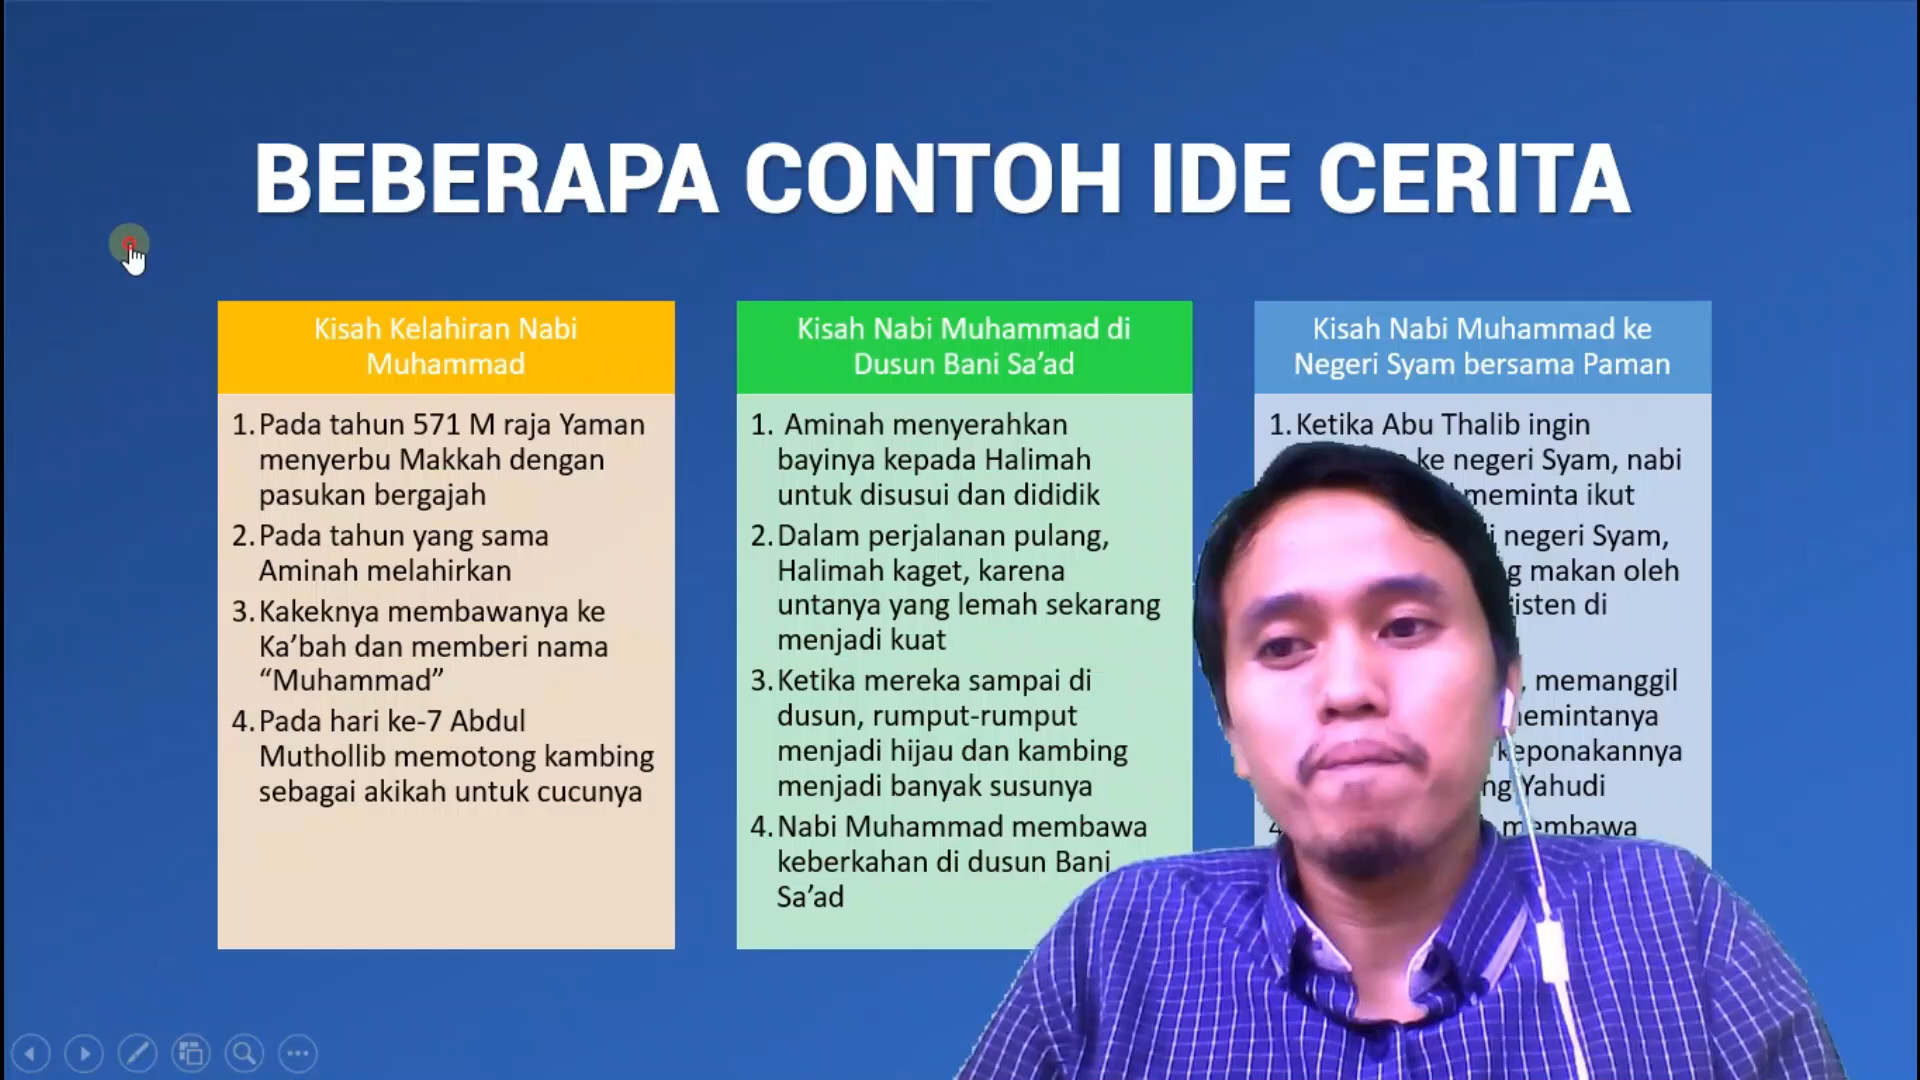 BEBERAPA CONTOH IDE CERITA
Kisah Kelahiran Nabi
Muhammad
1. Pada tahun 571 M raja Yaman
menyerbu Makkah dengan
pasukan bergajah
2. Pada tahun yang sama
Aminah melahirkan
3. Kakeknya membawanya ke
Ka’bah dan memberi nama
“Muhammad”
4. Pada hari ke-7 Abdul
Muthollib memotong kambing
sebagai akikah untuk cucunya
Kisah Nabi Muhammad di
Dusun Bani Sa’ad
1. Aminah menyerahkan
bayinya kepada Halimah
untuk disusui dan dididik
2. Dalam perjalanan pulang,
Halimah kaget, karena
untanya yang lemah sekarang
menjadi kuat
3. Ketika mereka sampai di
dusun, rumput-rumput
menjadi hijau dan kambing
menjadi banyak susunya
4. Nabi Muhammad membawa
keberkahan di dusun Bani
Sa’ad
Kisah Nabi Muhammad ke
Negeri Syam bersama Paman
1. Ketika Abu Thalib ingin
ke negeri Syam, nabi
meminta ikut
negeri Syam,
makan oleh
di
memanggil
keponakannya
Yahudi
membawa